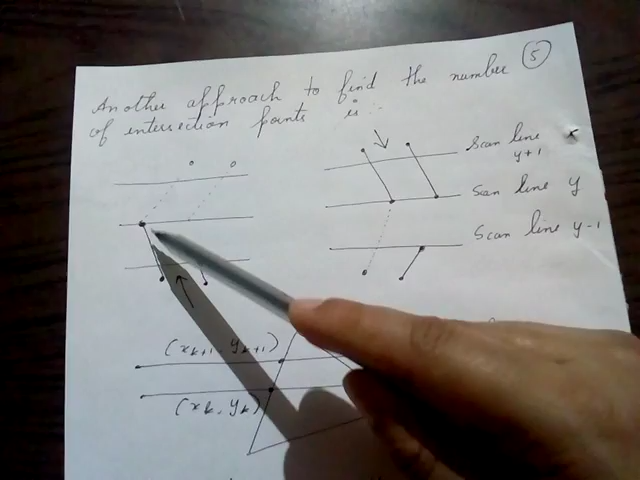 Another approach to find the number 5
of intersection points is :-
Scan line
y+1
Scan line y
Scan line y-1
(xk+1, yk+1)
(xk, yk)